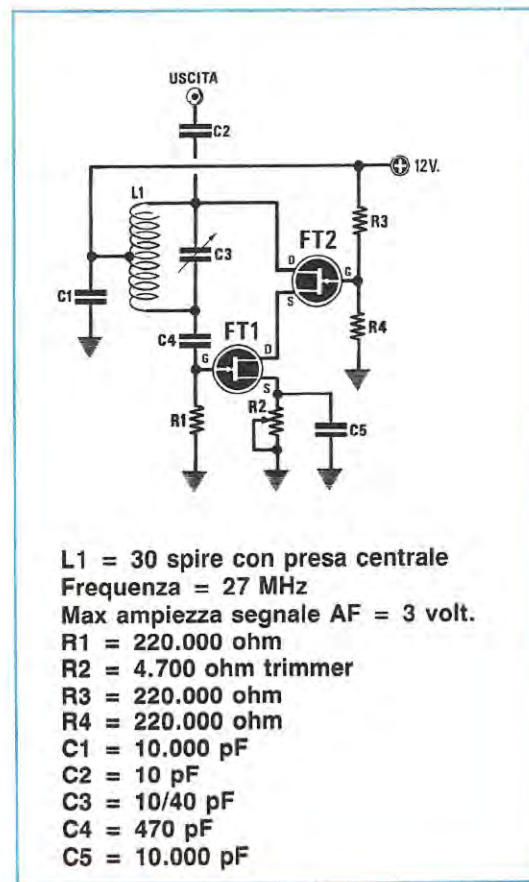 USCITA
C2
12V.
L1
R3
C3
FT2
D
G
S
C1
R4
C4
FT1
G
D
S
R1
R2
C5
L1 = 30 spire con presa centrale
Frequenza = 27 MHz
Max ampiezza segnale AF = 3 volt.
R1 = 220.000 ohm
R2 = 4.700 ohm trimmer
R3 = 220.000 ohm
R4 = 220.000 ohm
C1 = 10.000 pF
C2 = 10 pF
C3 = 10/40 pF
C4 = 470 pF
C5 = 10.000 pF